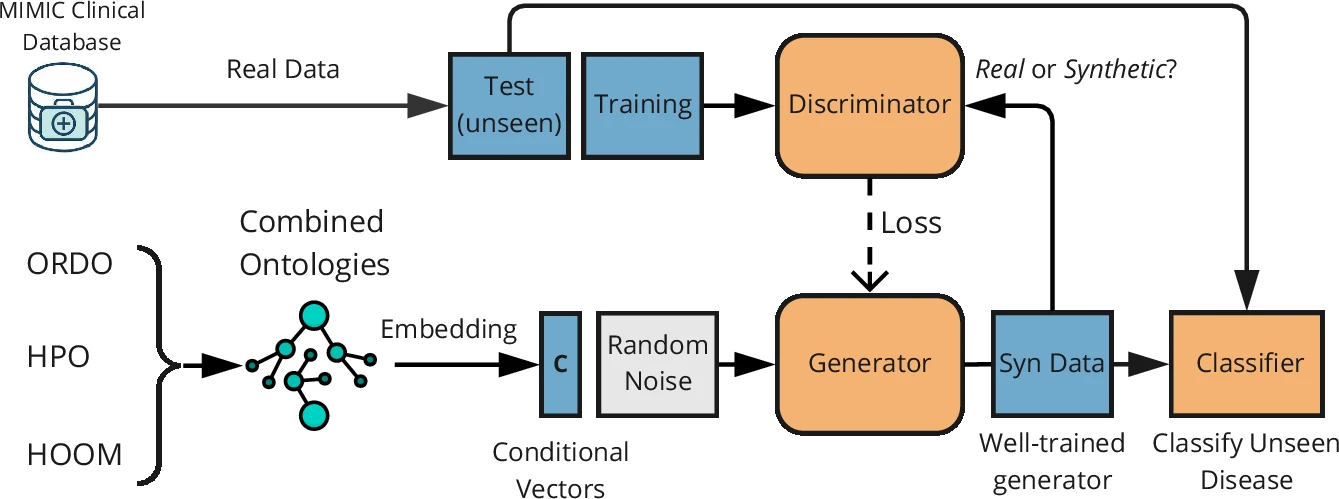 MIMIC Clinical
Database
Real Data
Test
(unseen)
Training
Discriminator
Real or Synthetic?
Loss
Combined
Ontologies
ORDO
HPO
HOOM
Embedding
C
Random
Noise
Generator
Syn Data
Classifier
Conditional
Vectors
Well-trained
generator
Classify Unseen
Disease